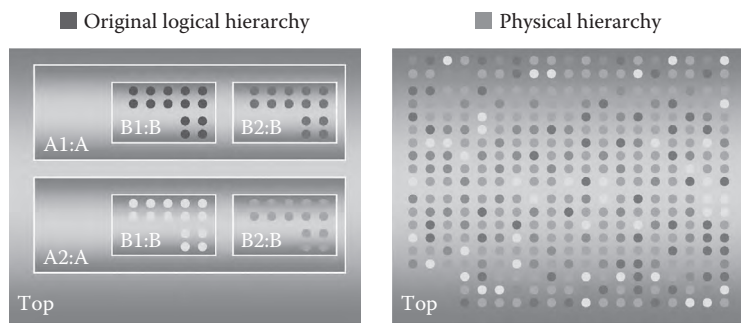 Original logical hierarchy
Physical hierarchy
B1:B
B2:B
A1:A
B1:B
B2:B
A2:A
Top
Top